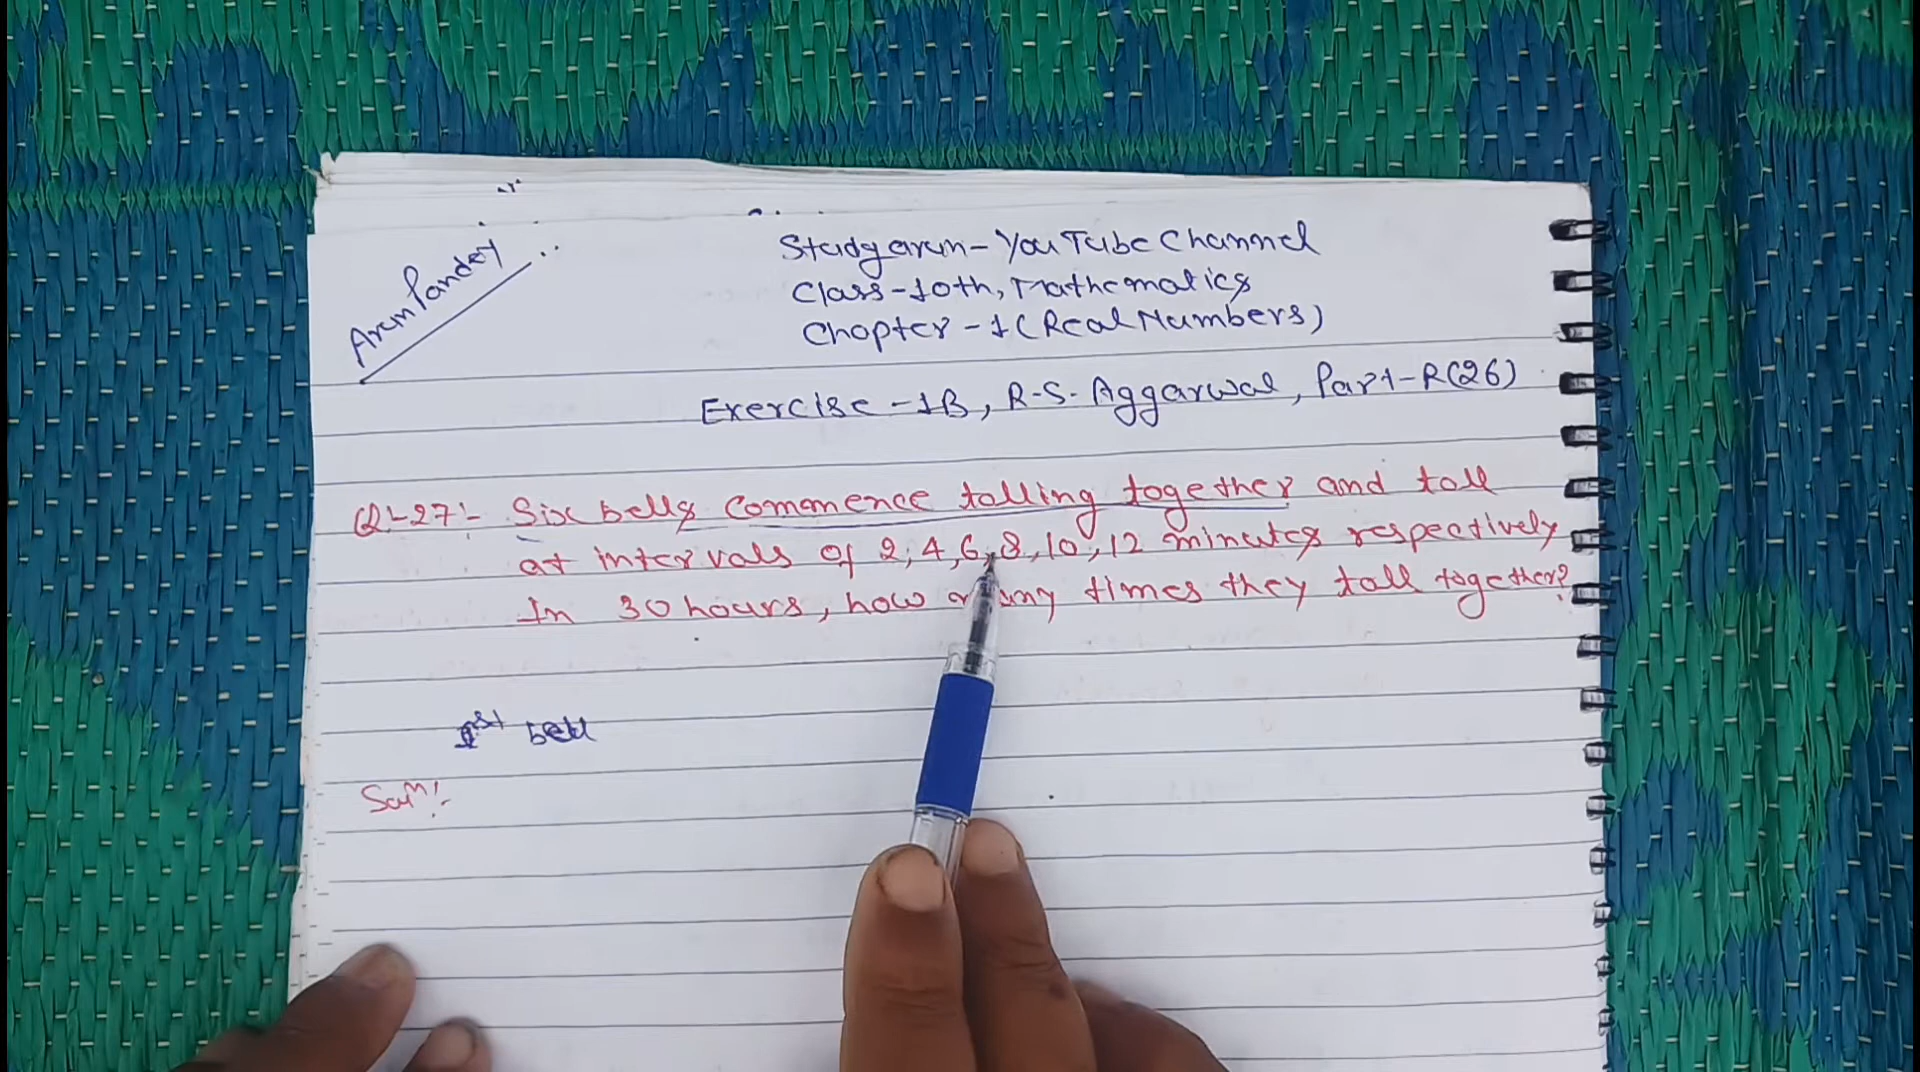 Arun Pandey
Studyarun - YouTube Channel
Class - 10th, Mathematics
Chapter - 1 (Real Numbers)
Exercise - 1B, R.S. Aggarwal, Part-R(26)
Q.-27:- Six bells commence tolling together and toll
at intervals of 2, 4, 6, 8, 10, 12 minutes respectively
In 30 hours, how many times they toll together?
1st bell
Soln:-